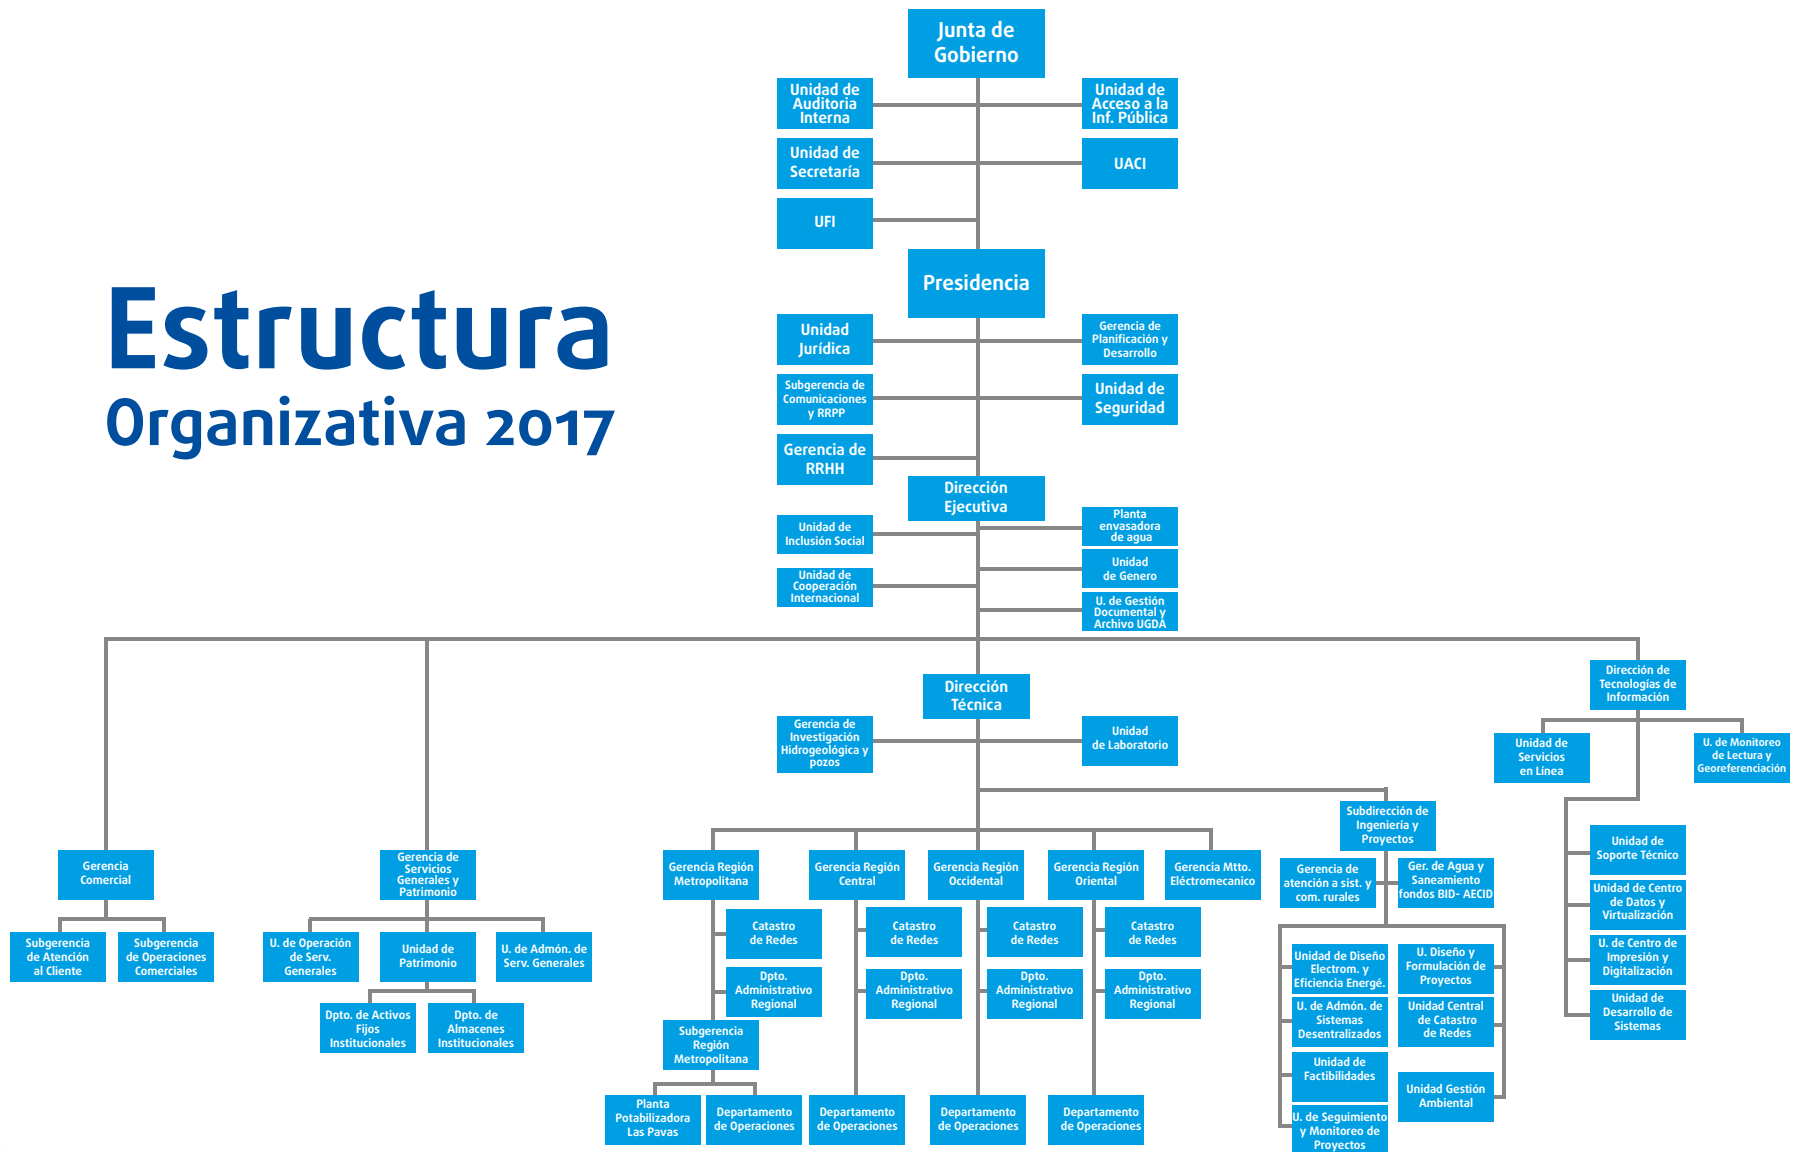 Junta de
Gobierno
Unidad de
Auditoria
Interna
Unidad de
Acceso a la
Inf. Pública
Unidad de
Secretaría
UACI
UFI
Presidencia
Estructura
Organizativa 2017
Unidad
Jurídica
Gerencia de
Planificación y
Desarrollo
Subgerencia de
Comunicaciones
y RRPP
Unidad de
Seguridad
Gerencia de
RRHH
Dirección
Ejecutiva
Unidad de
Inclusión Social
Planta
envasadora
de agua
Unidad
de Genero
Unidad de
Cooperación
Internacional
U. de Gestión
Documental y
Archivo UGDA
Dirección
Técnica
Dirección de
Tecnologías de
Información
Gerencia de
Investigación
Hidrogeológica y
pozos
Unidad
de Laboratorio
Unidad de
Servicios
en Línea
U. de Monitoreo
de Lectura y
Georeferenciación
Subdirección de
Ingeniería y
Proyectos
Gerencia
Comercial
Gerencia de
Servicios
Generales y
Patrimonio
Gerencia Región
Metropolitana
Gerencia Región
Central
Gerencia Región
Occidental
Gerencia Región
Oriental
Gerencia Mtto.
Eléctromecanico
Gerencia de
atención a sist. y
com. rurales
Ger. de Agua y
Saneamiento
fondos BID- AECID
Unidad de
Soporte Técnico
Unidad de Centro
de Datos y
Virtualización
U. de Centro de
Impresión y
Digitalización
Unidad de
Desarrollo de
Sistemas
Subgerencia
de Atención
al Cliente
Subgerencia
de Operaciones
Comerciales
U. de Operación
de Serv.
Generales
Unidad de
Patrimonio
U. de Admón. de
Serv. Generales
Dpto. de Activos
Fijos
Institucionales
Dpto. de
Almacenes
Institucionales
Catastro
de Redes
Catastro
de Redes
Catastro
de Redes
Catastro
de Redes
Dpto.
Administrativo
Regional
Dpto.
Administrativo
Regional
Dpto.
Administrativo
Regional
Dpto.
Administrativo
Regional
Subgerencia
Región
Metropolitana
Planta
Potabilizadora
Las Pavas
Departamento
de Operaciones
Departamento
de Operaciones
Departamento
de Operaciones
Departamento
de Operaciones
Unidad de Diseño
Electrom. y
Eficiencia Energé.
U. Diseño y
Formulación de
Proyectos
U. de Admón. de
Sistemas
Desentralizados
Unidad Central
de Catastro
de Redes
Unidad de
Factibilidades
Unidad Gestión
Ambiental
U. de Seguimiento
y Monitoreo de
Proyectos